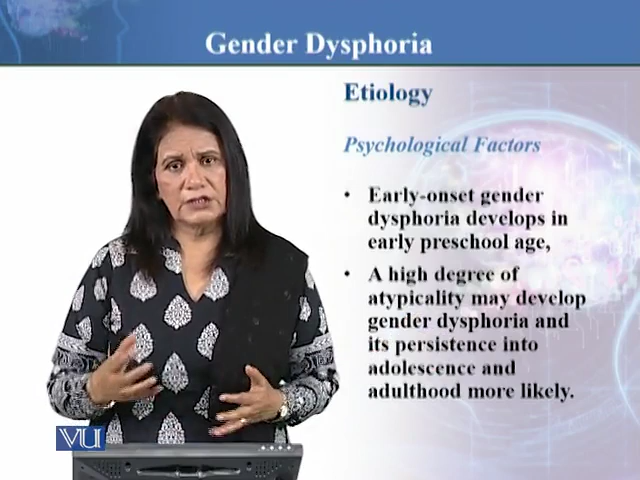 Gender Dysphoria
Etiology
Psychological Factors
• Early-onset gender
dysphoria develops in
early preschool age,
• A high degree of
atypicality may develop
gender dysphoria and
its persistence into
adolescence and
adulthood more likely.
VU